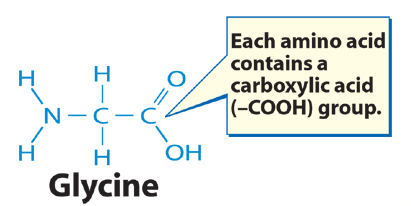 H H O
N – C – C
H H OH
Glycine
Each amino acid
contains a
carboxylic acid
(–COOH) group.